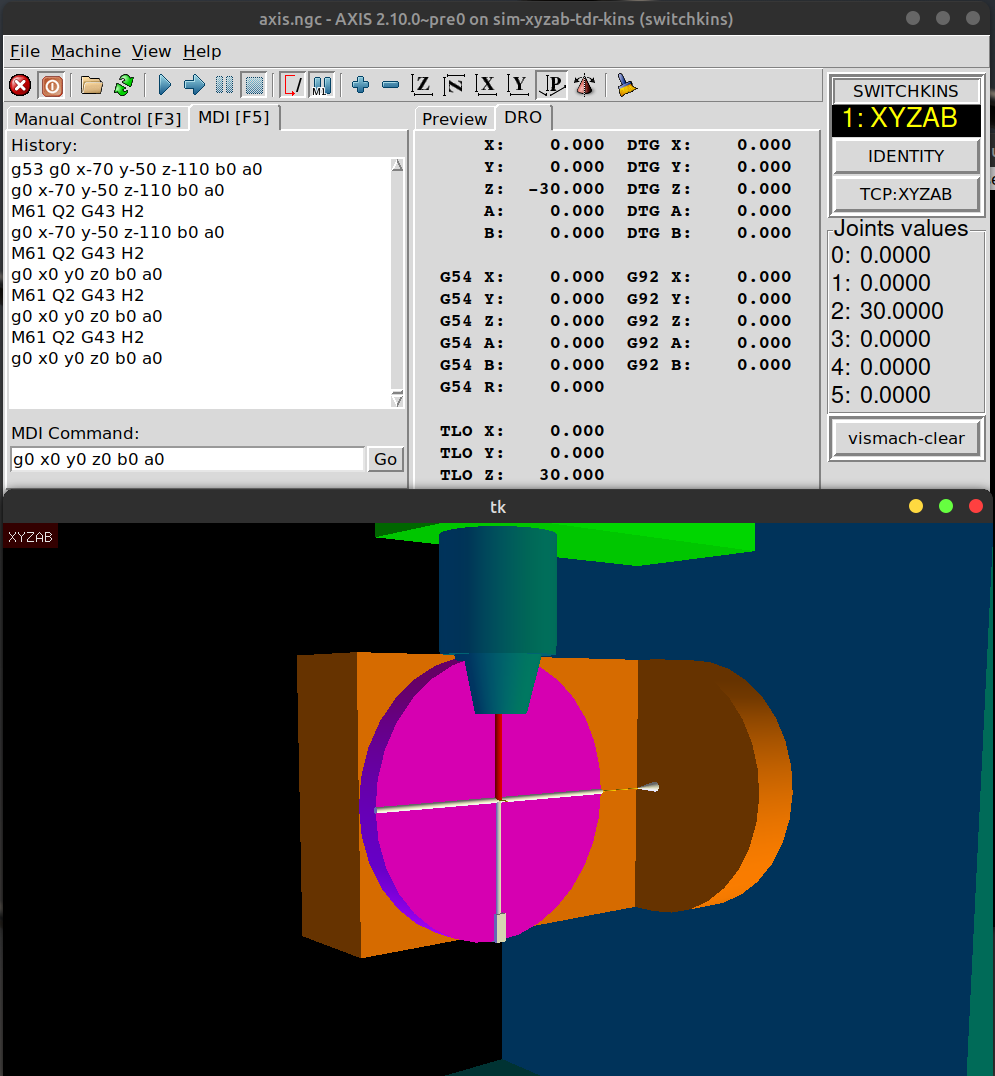 axis.ngc - AXIS 2.10.0~pre0 on sim-xyzab-tdr-kins (switchkins)
File Machine View Help
Z N X Y P
Manual Control [F3] MDI [F5]
History:
g53 g0 x-70 y-50 z-110 b0 a0
g0 x-70 y-50 z-110 b0 a0
M61 Q2 G43 H2
g0 x-70 y-50 z-110 b0 a0
M61 Q2 G43 H2
g0 x0 y0 z0 b0 a0
M61 Q2 G43 H2
g0 x0 y0 z0 b0 a0
M61 Q2 G43 H2
g0 x0 y0 z0 b0 a0
MDI Command:
g0 x0 y0 z0 b0 a0 Go
Preview DRO
X: 0.000 DTG X: 0.000
Y: 0.000 DTG Y: 0.000
Z: -30.000 DTG Z: 0.000
A: 0.000 DTG A: 0.000
B: 0.000 DTG B: 0.000
G54 X: 0.000 G92 X: 0.000
G54 Y: 0.000 G92 Y: 0.000
G54 Z: 0.000 G92 Z: 0.000
G54 A: 0.000 G92 A: 0.000
G54 B: 0.000 G92 B: 0.000
G54 R: 0.000
TLO X: 0.000
TLO Y: 0.000
TLO Z: 30.000
SWITCHKINS
1: XYZAB
IDENTITY
TCP:XYZAB
Joints values
0: 0.0000
1: 0.0000
2: 30.0000
3: 0.0000
4: 0.0000
5: 0.0000
vismach-clear
tk
XYZAB